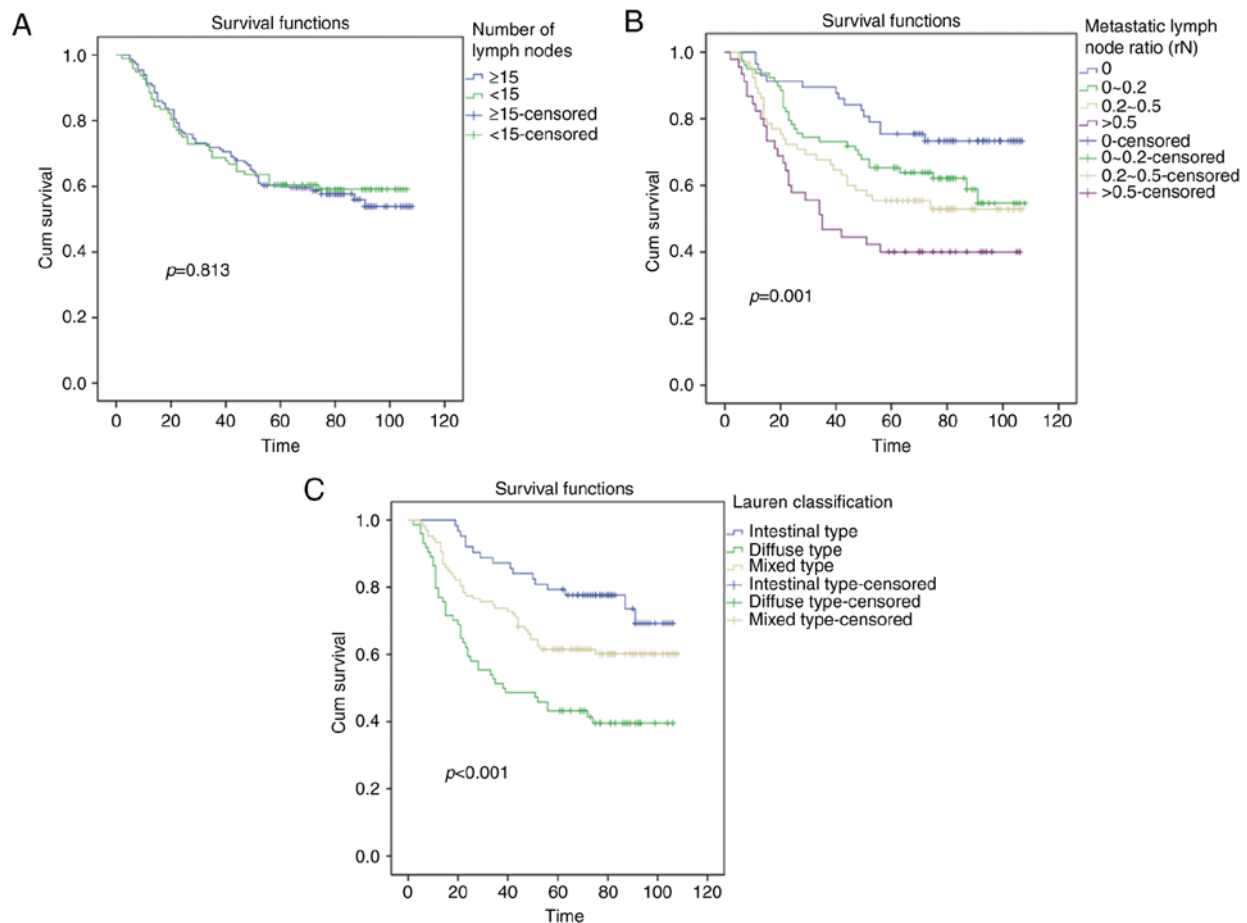 A
Survival functions
Number of
lymph nodes
≥15
<15
≥15-censored
<15-censored
1.0
0.8
0.6
0.4
0.2
0.0
Cum survival
p=0.813
0 20 40 60 80 100 120
Time
B
Survival functions
Metastatic lymph
node ratio (rN)
0
0~0.2
0.2~0.5
>0.5
0-censored
0~0.2-censored
0.2~0.5-censored
>0.5-censored
1.0
0.8
0.6
0.4
0.2
0.0
Cum survival
p=0.001
0 20 40 60 80 100 120
Time
C
Survival functions
Lauren classification
Intestinal type
Diffuse type
Mixed type
Intestinal type-censored
Diffuse type-censored
Mixed type-censored
1.0
0.8
0.6
0.4
0.2
0.0
Cum survival
p<0.001
0 20 40 60 80 100 120
Time